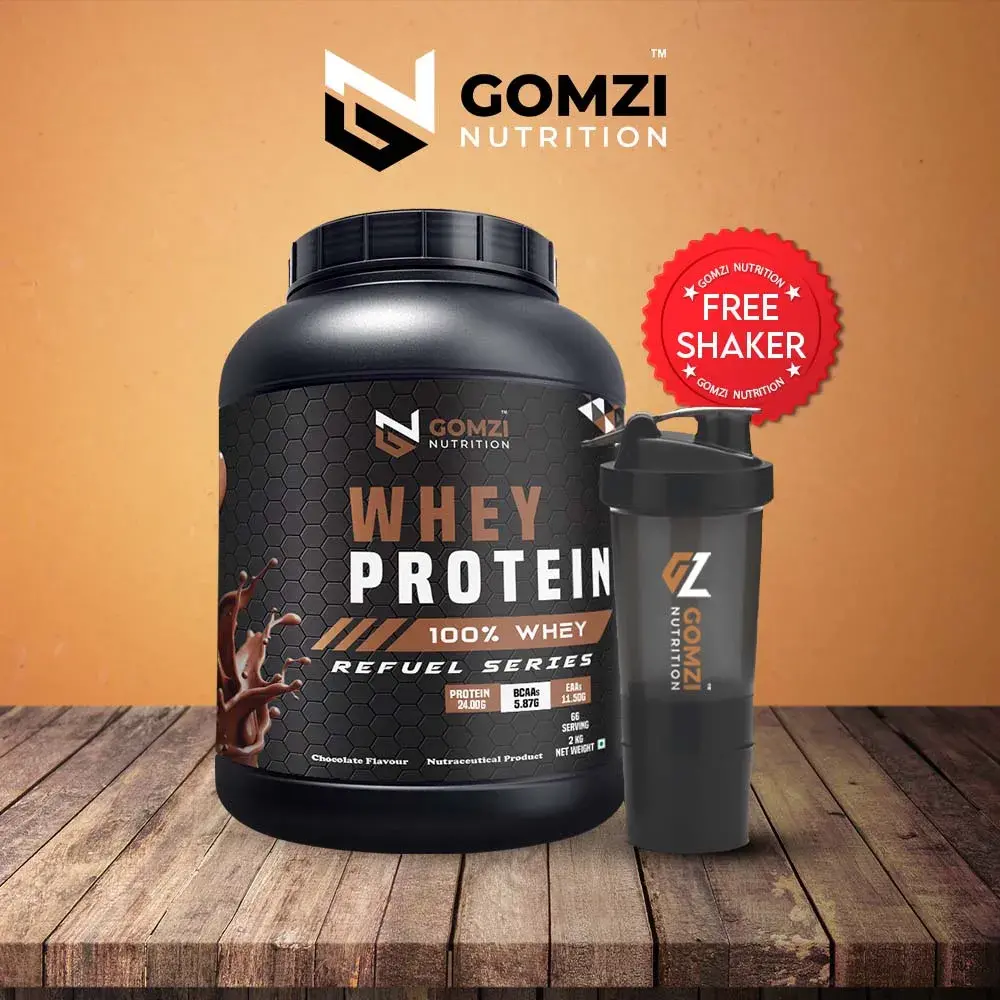 GOMZI
TM
NUTRITION
GOMZI NUTRITION
FREE
SHAKER
GOMZI NUTRITION
GOMZI
TM
NUTRITION
WHEY
PROTEIN
100% WHEY
REFUEL SERIES
PROTEIN
24.00G
BCAAs
5.87G
EAAs
11.50G
66
SERVING
2 KG
NET WEIGHT
Chocolate Flavour
Nutraceutical Product
GOMZI
TM
NUTRITION